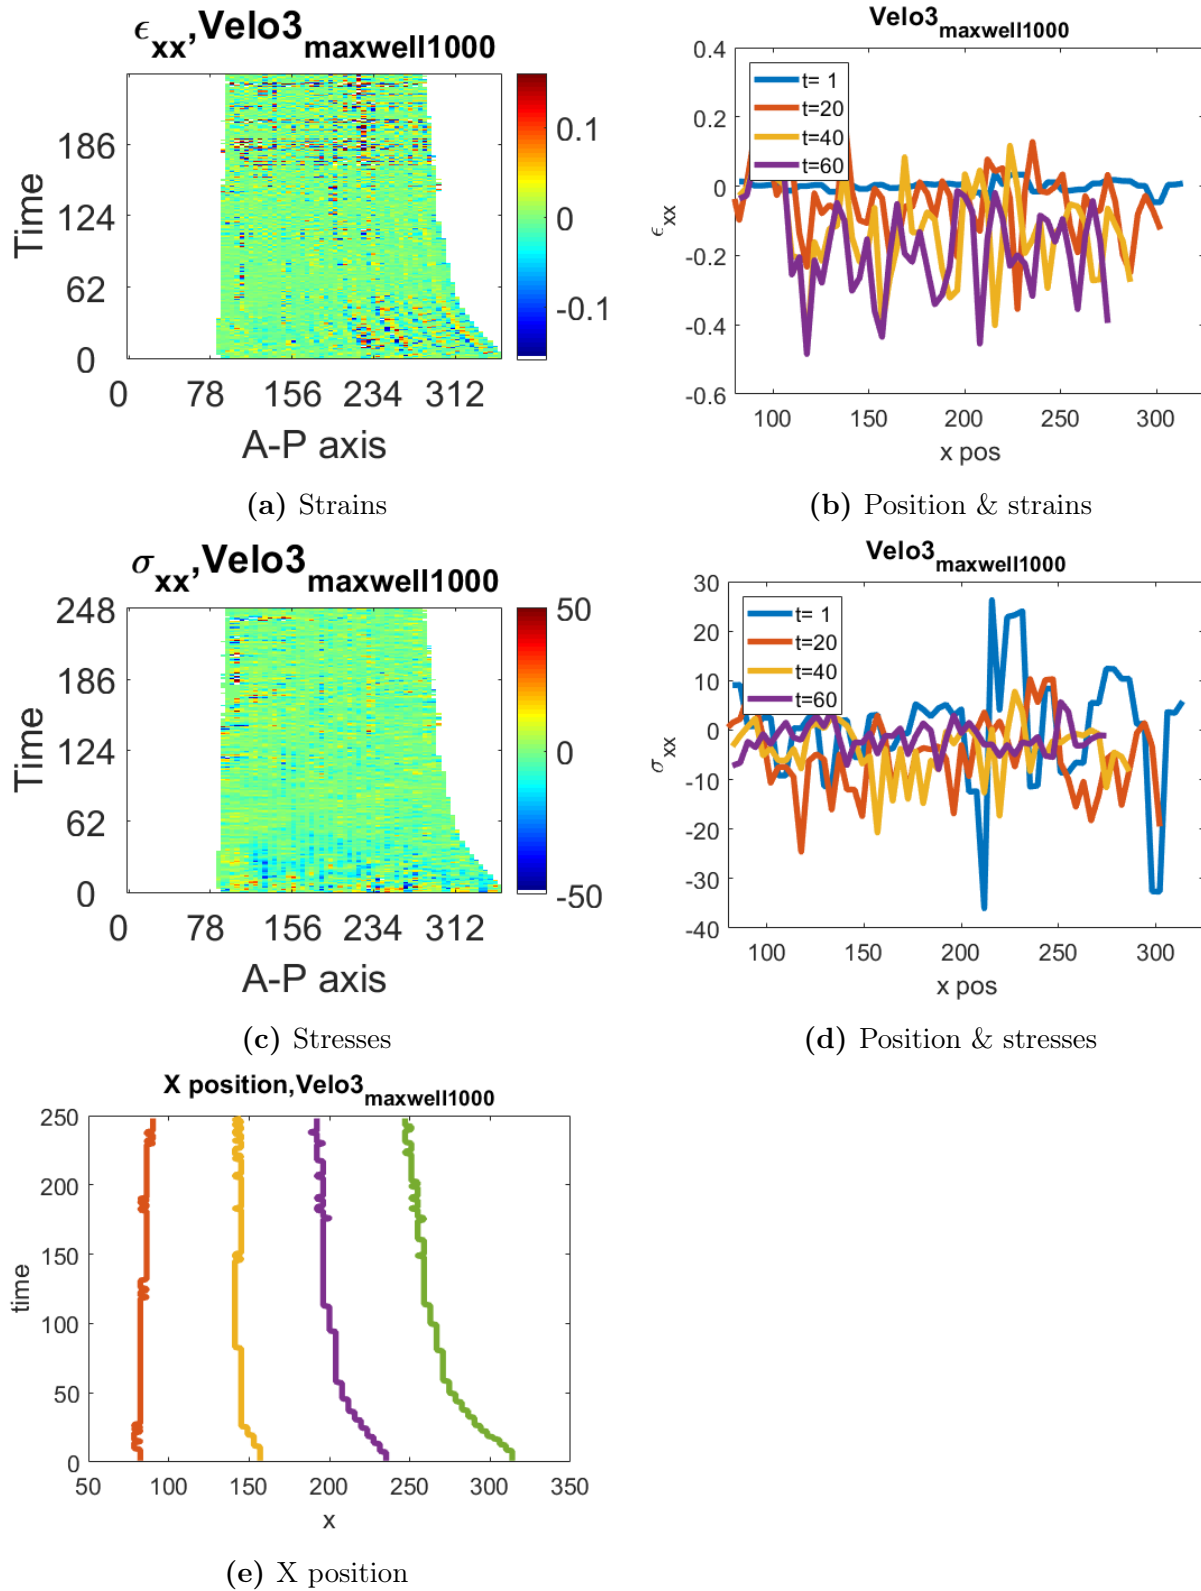 ϵxx,Velo3maxwell1000
Time
186
124
62
0
0 78 156 234 312
A-P axis
0.1
0
-0.1
(a) Strains
Velo3maxwell1000
t= 1
t=20
t=40
t=60
0.4
0.2
0
-0.2
-0.4
-0.6
ϵxx
100 150 200 250 300
x pos
(b) Position & strains
σxx,Velo3maxwell1000
Time
248
186
124
62
0
0 78 156 234 312
A-P axis
50
0
-50
(c) Stresses
Velo3maxwell1000
t= 1
t=20
t=40
t=60
30
20
10
0
-10
-20
-30
-40
σxx
100 150 200 250 300
x pos
(d) Position & stresses
X position,Velo3maxwell1000
250
200
150
100
50
0
time
50 100 150 200 250 300 350
x
(e) X position